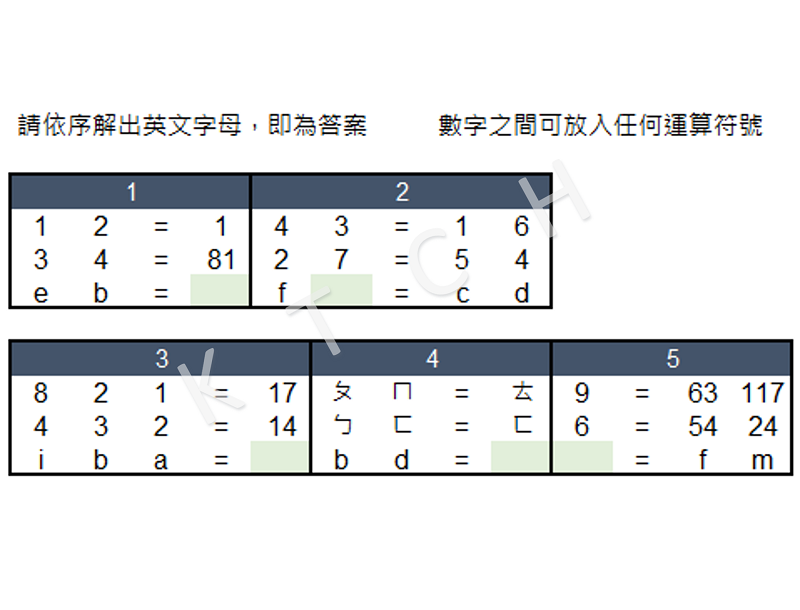 請依序解出英文字母，即為答案 數字之間可放入任何運算符號
1 2
1 2 = 1 4 3 = 1 6
3 4 = 81 2 7 = 5 4
e b = f = c d
3 4 5
8 2 1 = 17 ㄆ ㄇ = ㄊ 9 = 63 117
4 3 2 = 14 ㄅ ㄈ = ㄈ 6 = 54 24
i b a = b d = = f m
K T C H